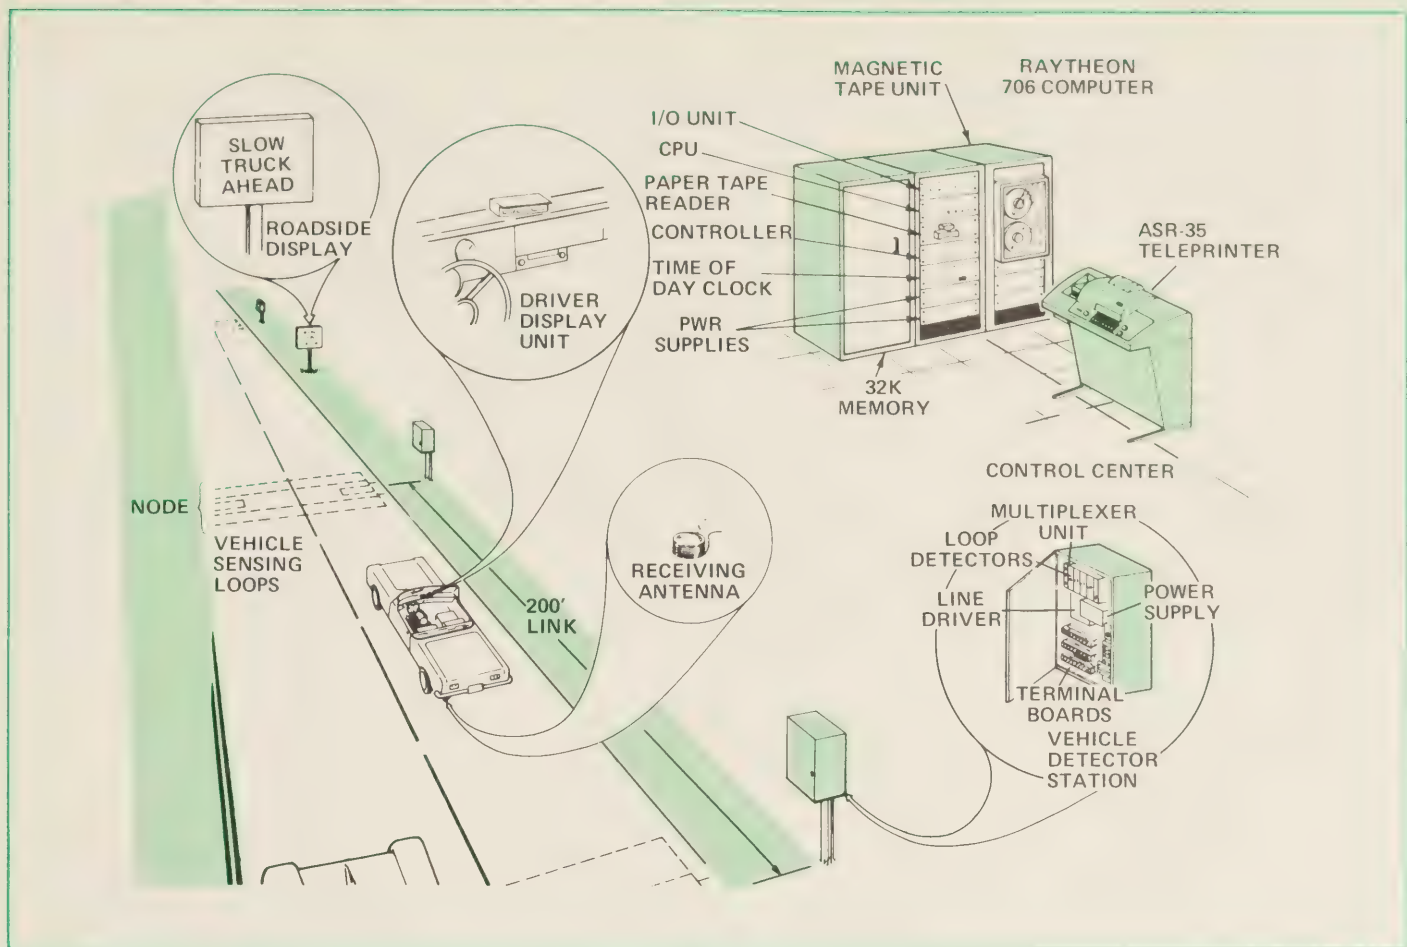 SLOW
TRUCK
AHEAD
ROADSIDE
DISPLAY
DRIVER
DISPLAY
UNIT
MAGNETIC
TAPE UNIT
RAYTHEON
706 COMPUTER
I/O UNIT
CPU
PAPER TAPE
READER
CONTROLLER
TIME OF
DAY CLOCK
PWR
SUPPLIES
32K
MEMORY
ASR-35
TELEPRINTER
CONTROL CENTER
NODE
VEHICLE
SENSING
LOOPS
200'
LINK
RECEIVING
ANTENNA
MULTIPLEXER
UNIT
LOOP
DETECTORS
LINE
DRIVER
POWER
SUPPLY
TERMINAL
BOARDS
VEHICLE
DETECTOR
STATION